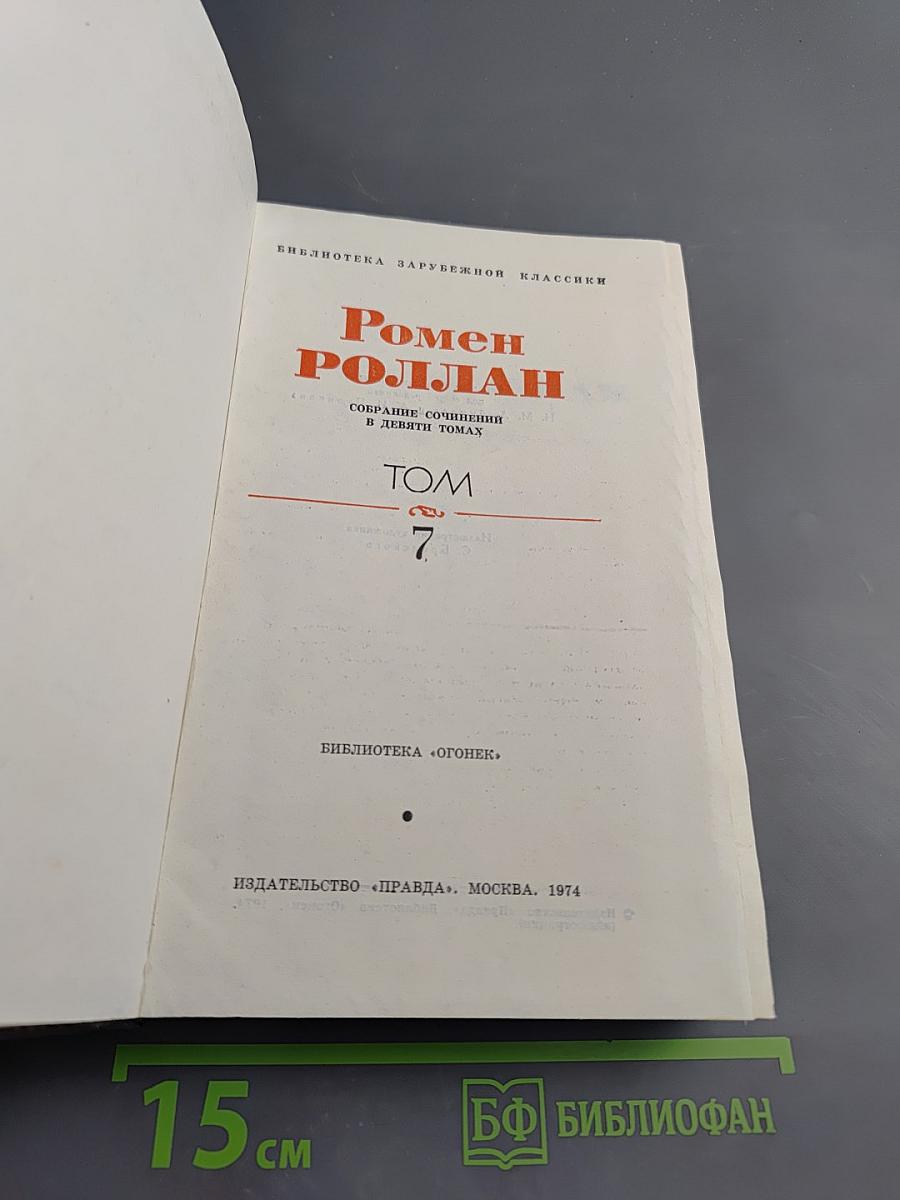 БИБЛИОТЕКА ЗАРУБЕЖНОЙ КЛАССИКИ
Ромен
РОЛЛАН
СОБРАНИЕ СОЧИНЕНИЙ
В ДЕВЯТИ ТОМАХ
ТОМ
7
БИБЛИОТЕКА «ОГОНЕК»
ИЗДАТЕЛЬСТВО «ПРАВДА». МОСКВА. 1974
15 см
БФ БИБЛИОФАН